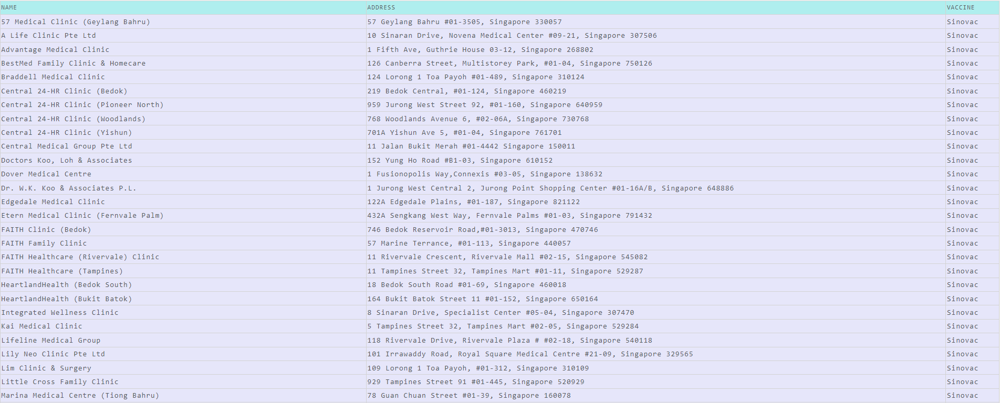 NAME ADDRESS VACCINE
57 Medical Clinic (Geylang Bahru) 57 Geylang Bahru #01-3505, Singapore 330057 Sinovac
A Life Clinic Pte Ltd 10 Sinaran Drive, Novena Medical Center #09-21, Singapore 307506 Sinovac
Advantage Medical Clinic 1 Fifth Ave, Guthrie House 03-12, Singapore 268802 Sinovac
BestMed Family Clinic & Homecare 126 Canberra Street, Multistorey Park, #01-04, Singapore 750126 Sinovac
Braddell Medical Clinic 124 Lorong 1 Toa Payoh #01-489, Singapore 310124 Sinovac
Central 24-HR Clinic (Bedok) 219 Bedok Central, #01-124, Singapore 460219 Sinovac
Central 24-HR Clinic (Pioneer North) 959 Jurong West Street 92, #01-160, Singapore 640959 Sinovac
Central 24-HR Clinic (Woodlands) 768 Woodlands Avenue 6, #02-06A, Singapore 730768 Sinovac
Central 24-HR Clinic (Yishun) 701A Yishun Ave 5, #01-04, Singapore 761701 Sinovac
Central Medical Group Pte Ltd 11 Jalan Bukit Merah #01-4442 Singapore 150011 Sinovac
Doctors Koo, Loh & Associates 152 Yung Ho Road #B1-03, Singapore 610152 Sinovac
Dover Medical Centre 1 Fusionopolis Way,Connexis #03-05, Singapore 138632 Sinovac
Dr. W.K. Koo & Associates P.L. 1 Jurong West Central 2, Jurong Point Shopping Center #01-16A/B, Singapore 648886 Sinovac
Edgedale Medical Clinic 122A Edgedale Plains, #01-187, Singapore 821122 Sinovac
Etern Medical Clinic (Fernvale Palm) 432A Sengkang West Way, Fernvale Palms #01-03, Singapore 791432 Sinovac
FAITH Clinic (Bedok) 746 Bedok Reservoir Road,#01-3013, Singapore 470746 Sinovac
FAITH Family Clinic 57 Marine Terrance, #01-113, Singapore 440057 Sinovac
FAITH Healthcare (Rivervale) Clinic 11 Rivervale Crescent, Rivervale Mall #02-15, Singapore 545082 Sinovac
FAITH Healthcare (Tampines) 11 Tampines Street 32, Tampines Mart #01-11, Singapore 529287 Sinovac
HeartlandHealth (Bedok South) 18 Bedok South Road #01-69, Singapore 460018 Sinovac
HeartlandHealth (Bukit Batok) 164 Bukit Batok Street 11 #01-152, Singapore 650164 Sinovac
Integrated Wellness Clinic 8 Sinaran Drive, Specialist Center #05-04, Singapore 307470 Sinovac
Kai Medical Clinic 5 Tampines Street 32, Tampines Mart #02-05, Singapore 529284 Sinovac
Lifeline Medical Group 118 Rivervale Drive, Rivervale Plaza # #02-18, Singapore 540118 Sinovac
Lily Neo Clinic Pte Ltd 101 Irrawaddy Road, Royal Square Medical Centre #21-09, Singapore 329565 Sinovac
Lim Clinic & Surgery 109 Lorong 1 Toa Payoh, #01-312, Singapore 310109 Sinovac
Little Cross Family Clinic 929 Tampines Street 91 #01-445, Singapore 520929 Sinovac
Marina Medical Centre (Tiong Bahru) 78 Guan Chuan Street #01-39, Singapore 160078 Sinovac